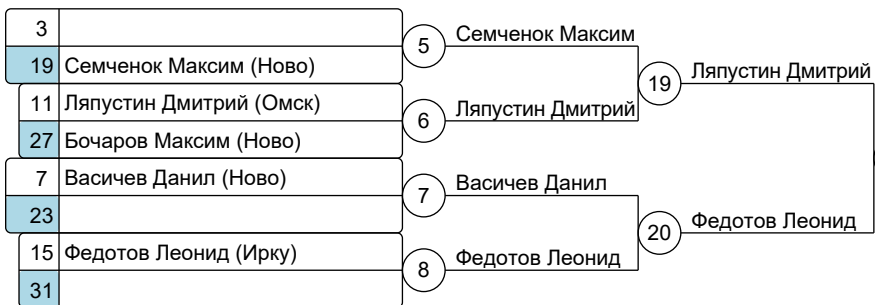 3
19 Семченок Максим (Ново)
11 Ляпустин Дмитрий (Омск)
27 Бочаров Максим (Ново)
7 Васичев Данил (Ново)
23
15 Федотов Леонид (Ирку)
31
5 Семченок Максим
6 Ляпустин Дмитрий
7 Васичев Данил
8 Федотов Леонид
19 Ляпустин Дмитрий
20 Федотов Леонид